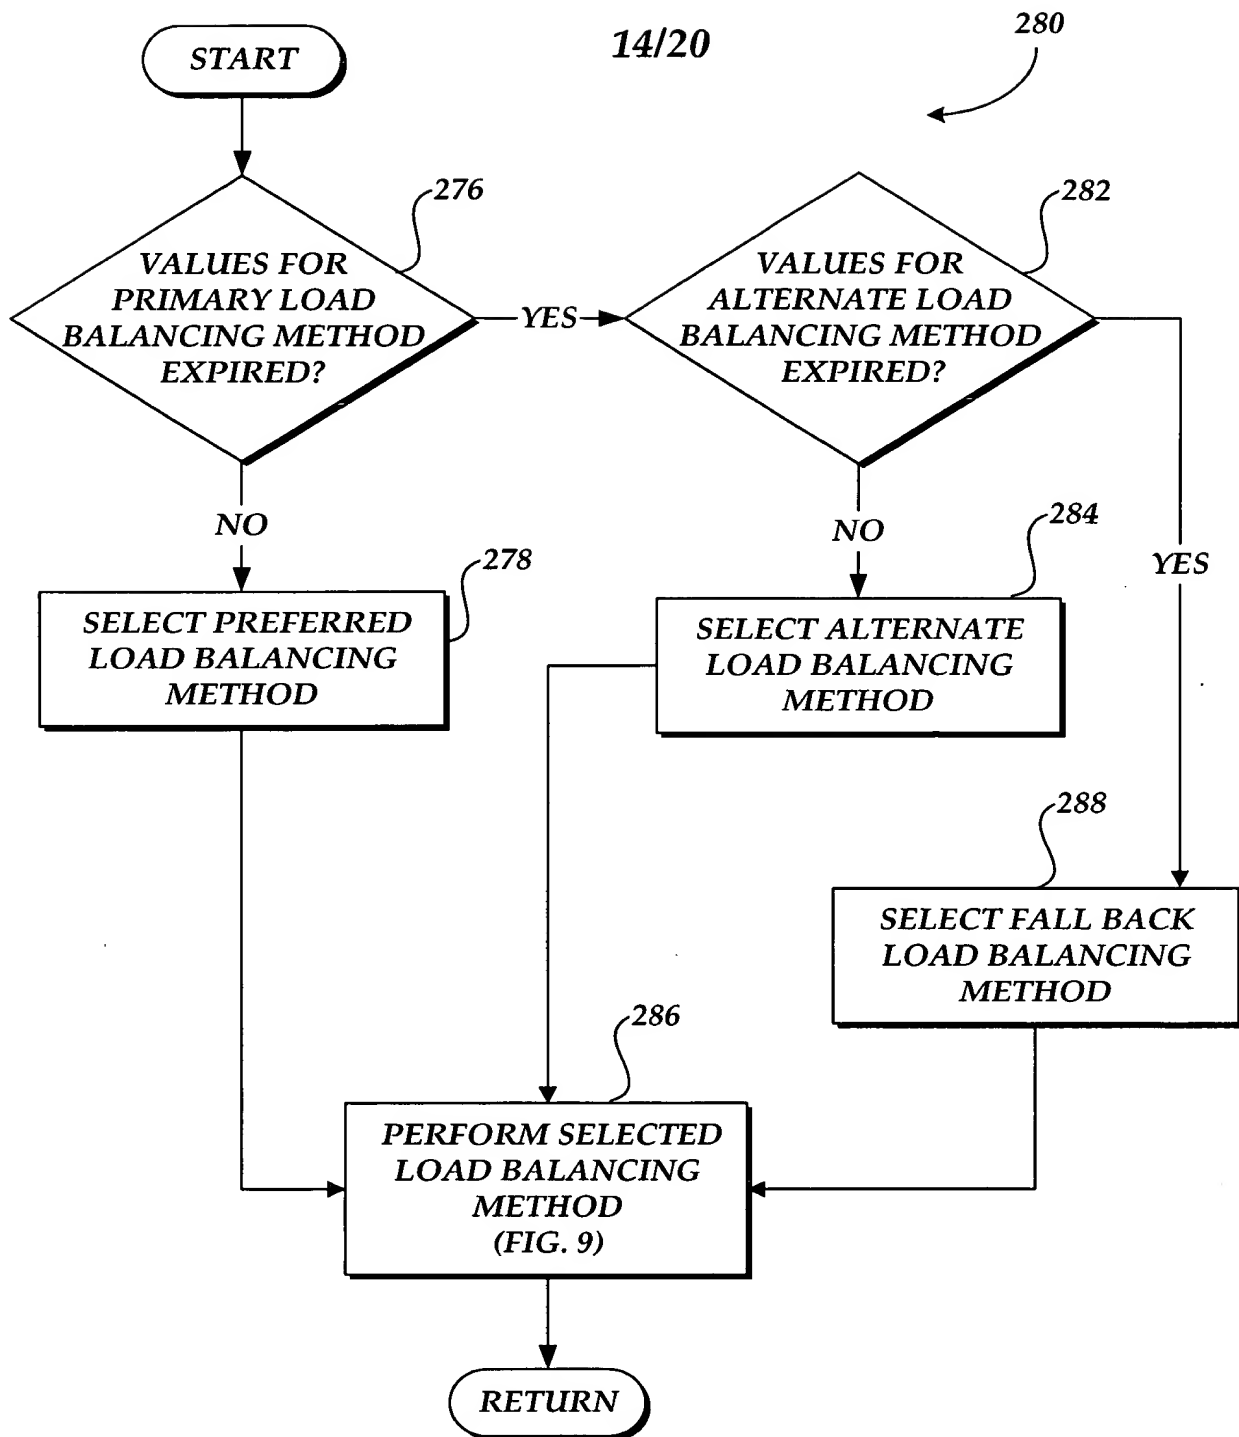 14/20
280
START
276
VALUES FOR
PRIMARY LOAD
BALANCING METHOD
EXPIRED?
YES
282
VALUES FOR
ALTERNATE LOAD
BALANCING METHOD
EXPIRED?
NO
278
SELECT PREFERRED
LOAD BALANCING
METHOD
NO
284
SELECT ALTERNATE
LOAD BALANCING
METHOD
YES
288
SELECT FALL BACK
LOAD BALANCING
METHOD
286
PERFORM SELECTED
LOAD BALANCING
METHOD
(FIG. 9)
RETURN